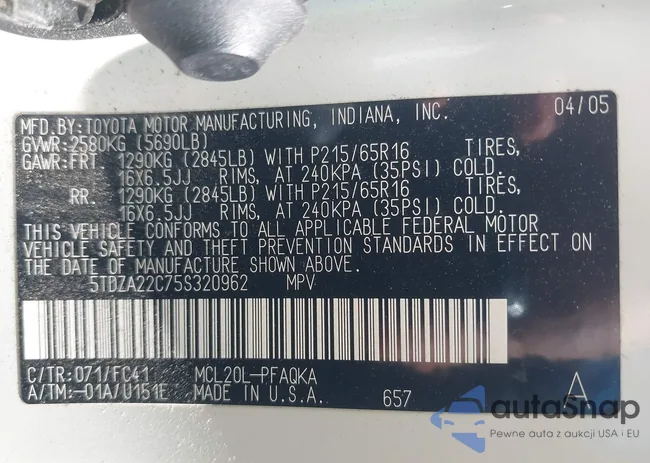 MFD.BY:TOYOTA MOTOR MANUFACTURING, INDIANA, INC. 04/05
GVWR:2580KG (5690LB)
GAWR:FRT. 1290KG (2845LB) WITH P215/65R16 TIRES,
16X6.5JJ RIMS, AT 240KPA (35PSI) COLD.
RR. 1290KG (2845LB) WITH P215/65R16 TIRES,
16X6.5JJ RIMS, AT 240KPA (35PSI) COLD.
THIS VEHICLE CONFORMS TO ALL APPLICABLE FEDERAL MOTOR
VEHICLE SAFETY AND THEFT PREVENTION STANDARDS IN EFFECT ON
THE DATE OF MANUFACTURE SHOWN ABOVE.
5TDZA22C75S320962 MPV
C/TR:071/FC41 MCL20L-PFAQKA
A/TM:-01A/U151E MADE IN U.S.A. 657 A
autoSnap
Pewne auta z aukcji USA i EU